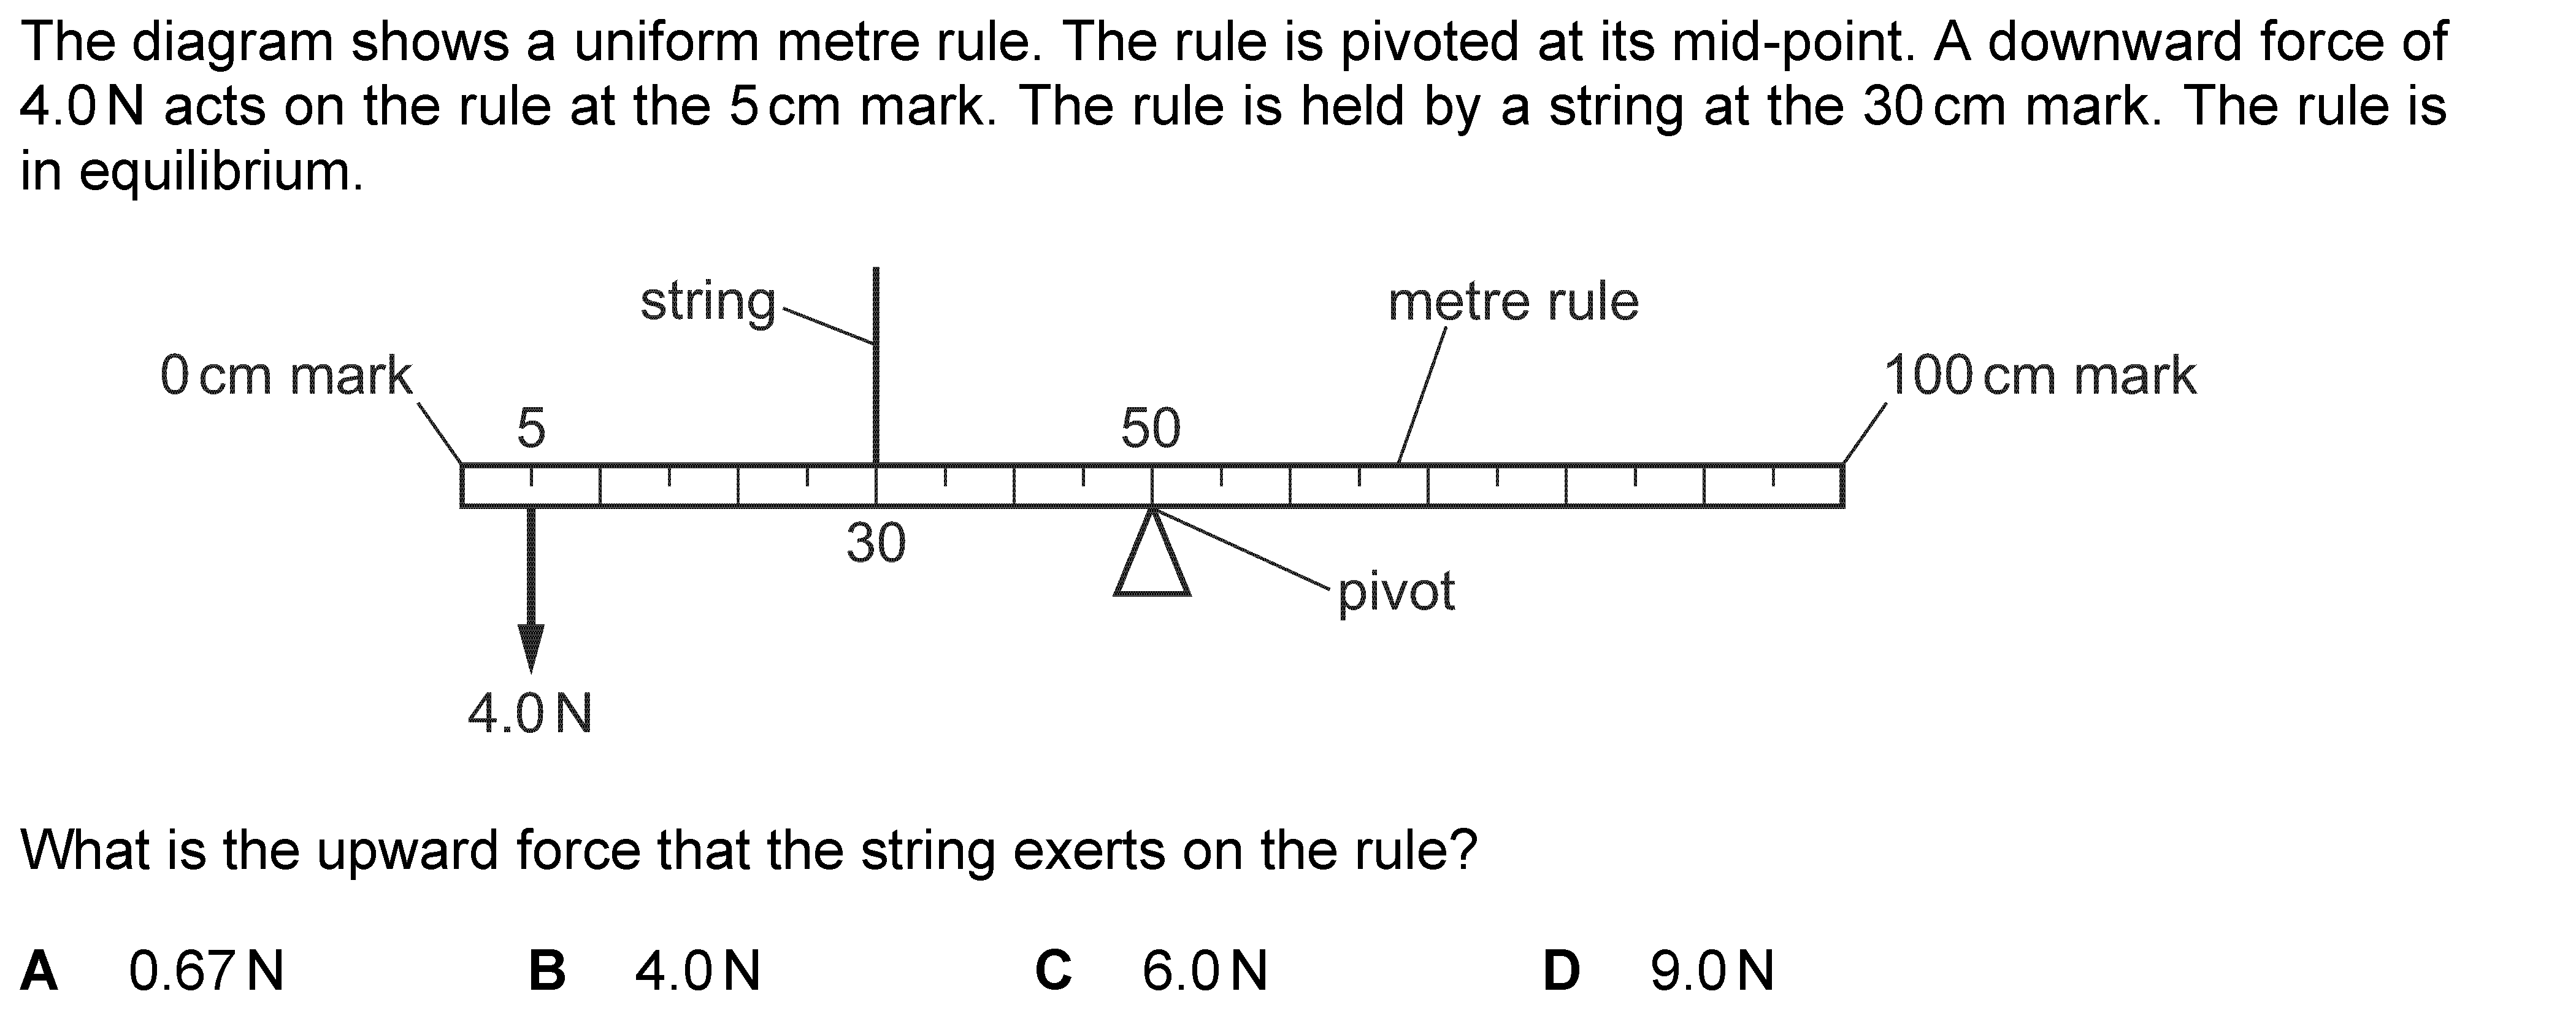 The diagram shows a uniform metre rule. The rule is pivoted at its mid-point. A downward force of
4.0 N acts on the rule at the 5 cm mark. The rule is held by a string at the 30 cm mark. The rule is
in equilibrium.
string
metre rule
0 cm mark
100 cm mark
5
50
30
pivot
4.0 N
What is the upward force that the string exerts on the rule?
A 0.67 N B 4.0 N C 6.0 N D 9.0 N